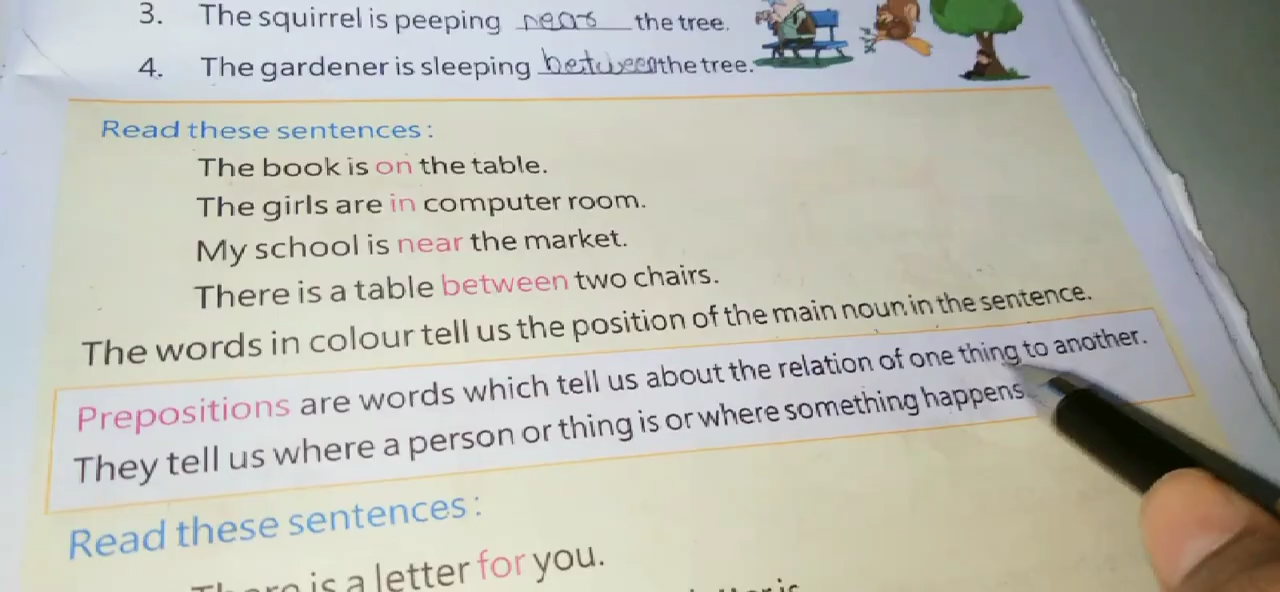 3. The squirrel is peeping near the tree.
4. The gardener is sleeping between the tree.
Read these sentences :
The book is on the table.
The girls are in computer room.
My school is near the market.
There is a table between two chairs.
The words in colour tell us the position of the main noun in the sentence.
Prepositions are words which tell us about the relation of one thing to another.
They tell us where a person or thing is or where something happens
Read these sentences :
There is a letter for you.